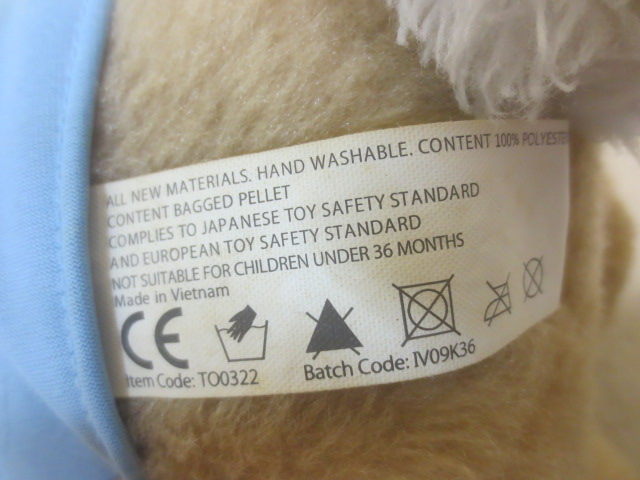 ALL NEW MATERIALS. HAND WASHABLE. CONTENT 100% POLYESTER
CONTENT BAGGED PELLET
COMPLIES TO JAPANESE TOY SAFETY STANDARD
AND EUROPEAN TOY SAFETY STANDARD
NOT SUITABLE FOR CHILDREN UNDER 36 MONTHS
Made in Vietnam
CE
Item Code: TO0322
Batch Code: IV09K36